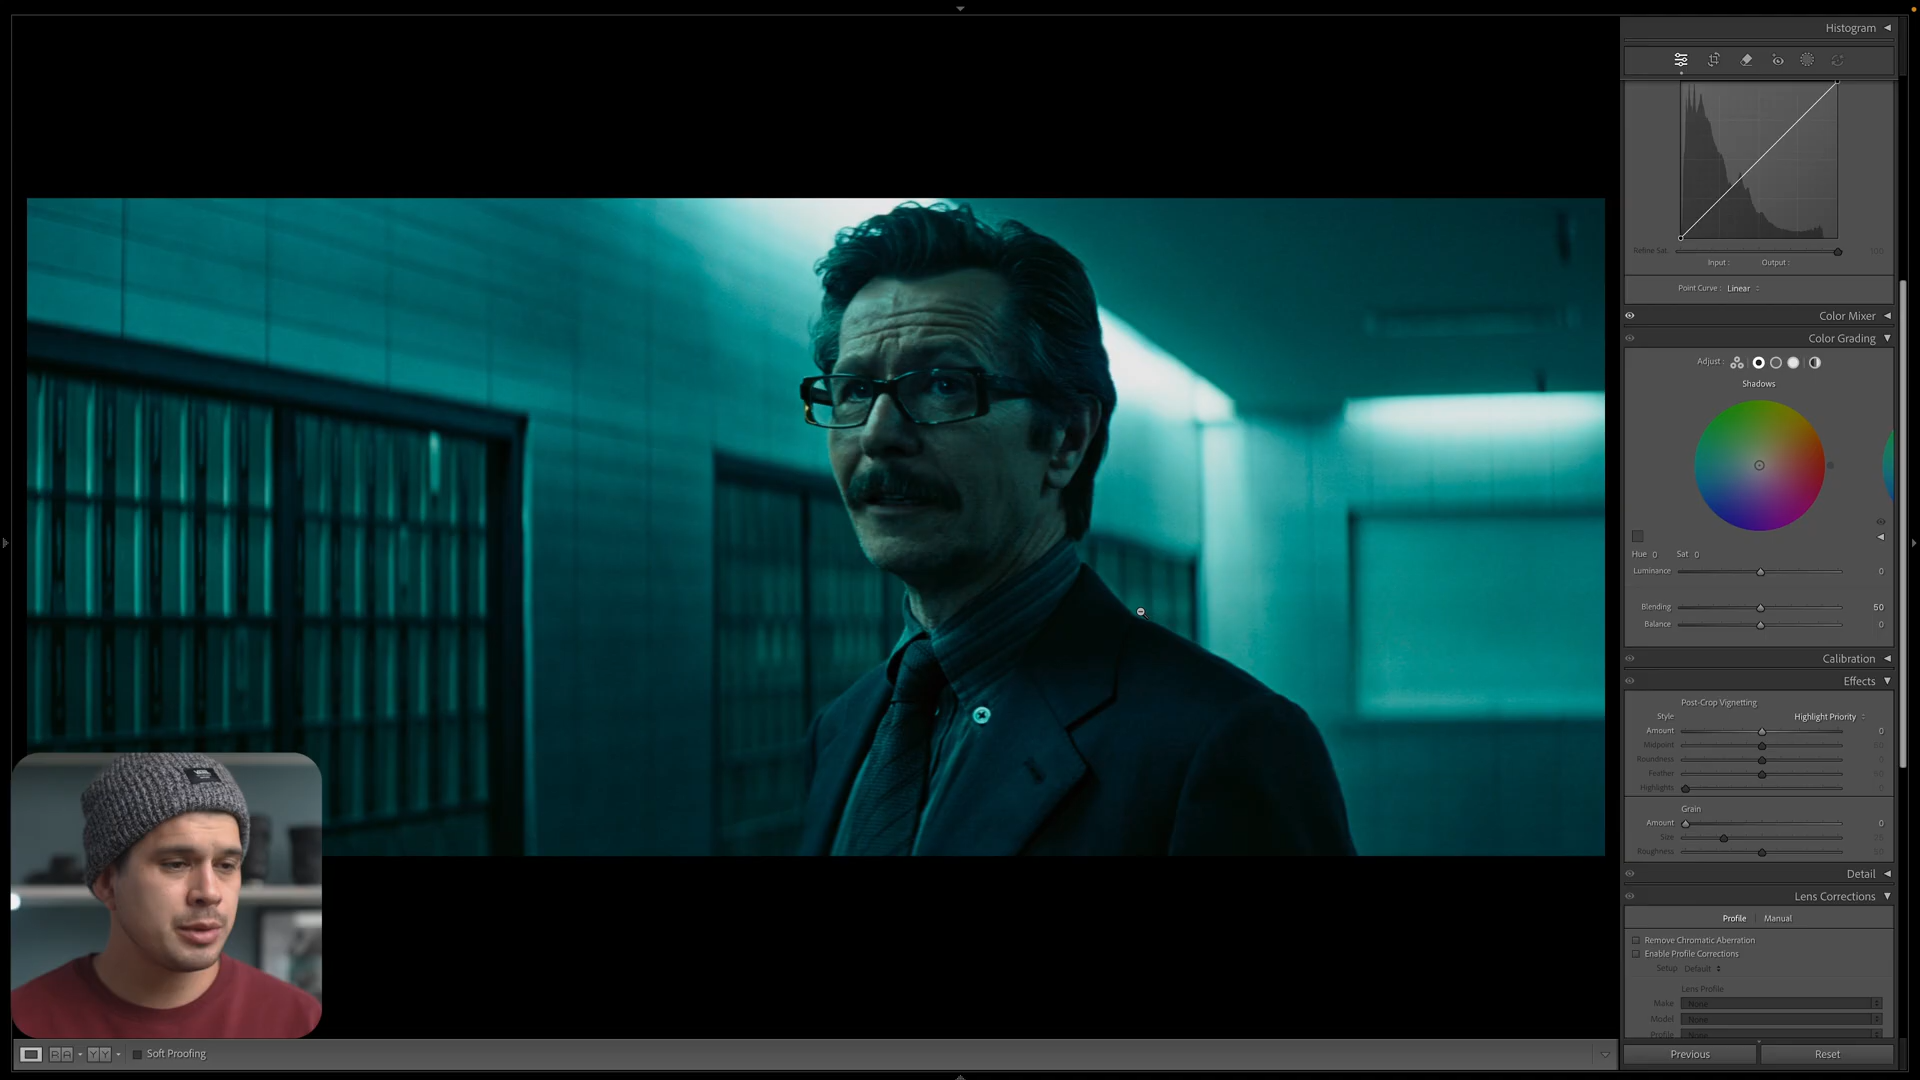 Histogram
Refine Sat.
100
Input :
Output :
Point Curve : Linear
Color Mixer
Color Grading
Adjust :
Shadows
Hue 0 Sat 0
Luminance 0
Blending 50
Balance 0
Calibration
Effects
Post-Crop Vignetting
Style Highlight Priority
Amount 0
Midpoint
Roundness
Feather
Highlights
Grain
Amount 0
Size
Roughness
Detail
Lens Corrections
Profile Manual
Remove Chromatic Aberration
Enable Profile Corrections
Setup Default
Lens Profile
Make None
Model None
Profile None
Soft Proofing
Previous
Reset